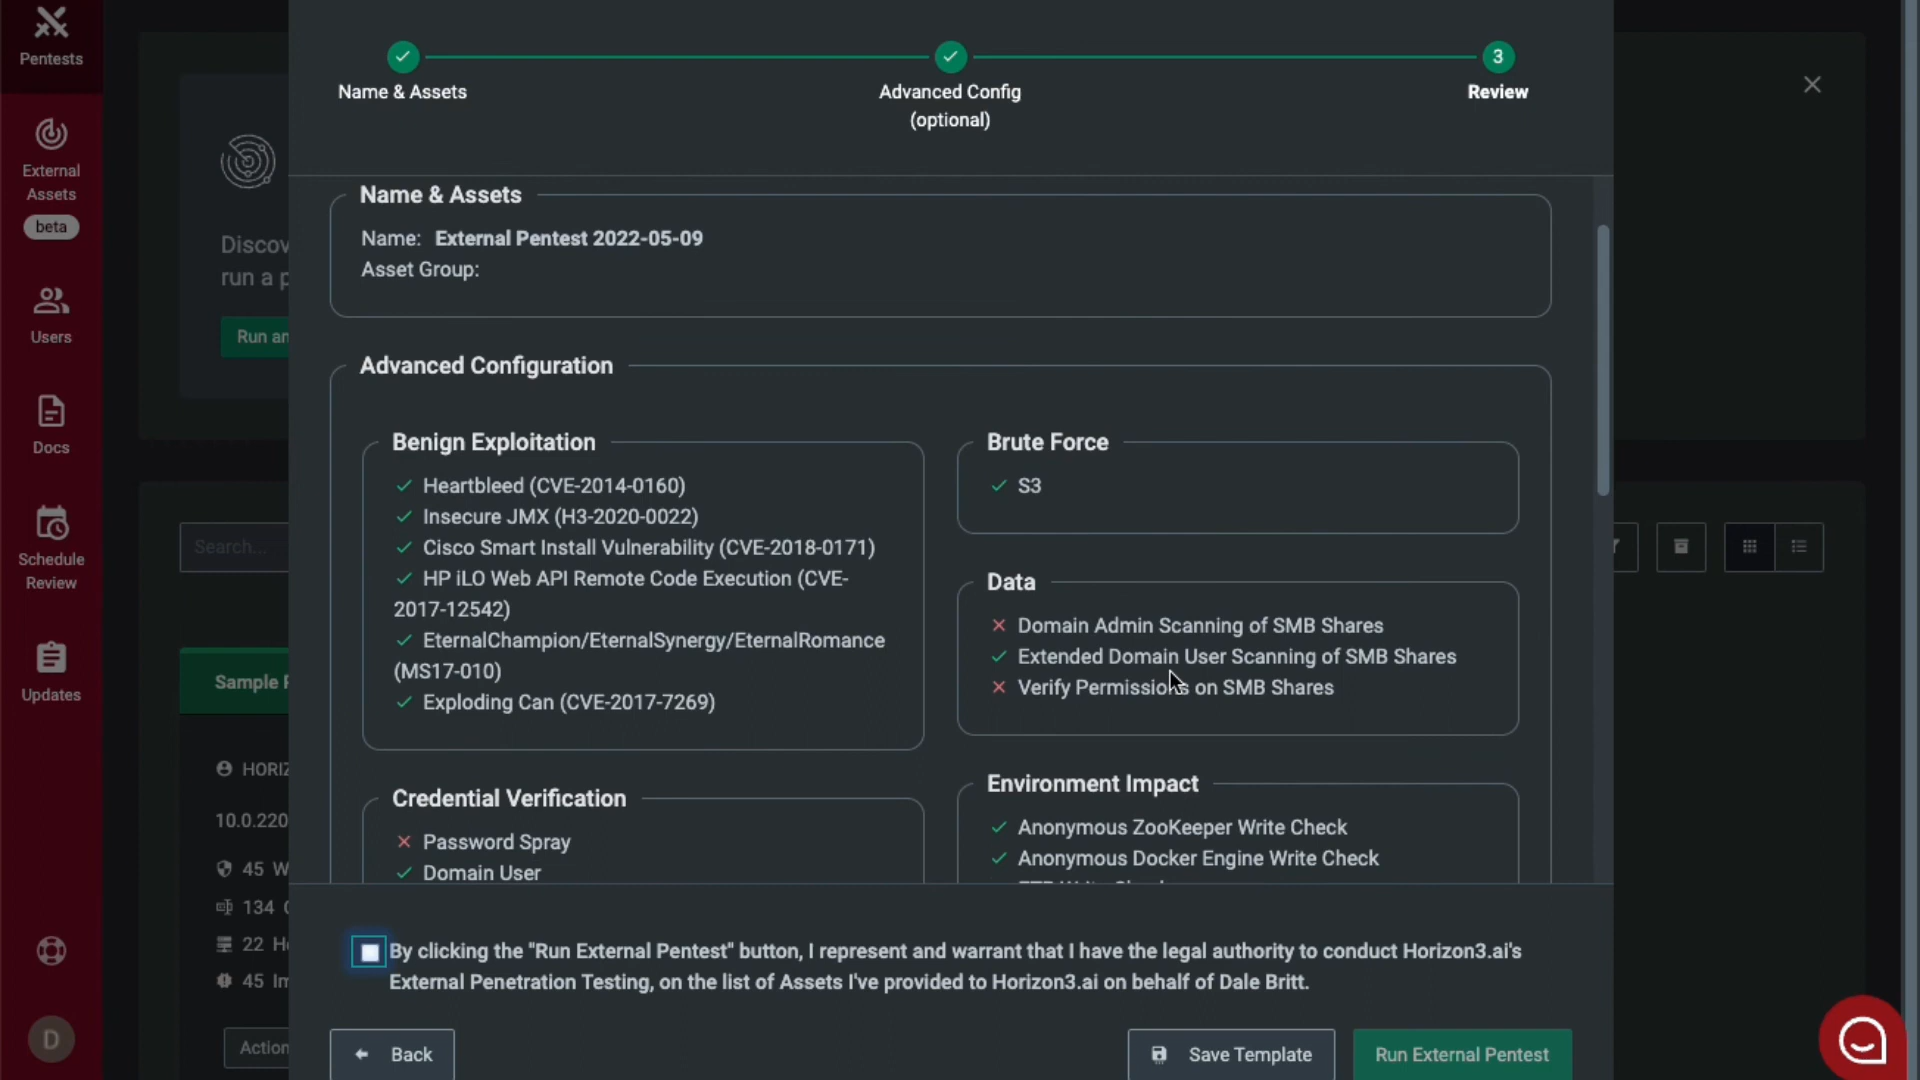 Pentests
External
Assets
beta
Users
Docs
Schedule
Review
Updates
D
Name & Assets
Advanced Config
(optional)
3
Review
Discov
run a p
Run an
Search...
Sample
HORIZ
10.0.220
45 W
134
22 H
45 Im
Action
Name & Assets
Name: External Pentest 2022-05-09
Asset Group:
Advanced Configuration
Benign Exploitation
Heartbleed (CVE-2014-0160)
Insecure JMX (H3-2020-0022)
Cisco Smart Install Vulnerability (CVE-2018-0171)
HP iLO Web API Remote Code Execution (CVE-
2017-12542)
EternalChampion/EternalSynergy/EternalRomance
(MS17-010)
Exploding Can (CVE-2017-7269)
Credential Verification
Password Spray
Domain User
Brute Force
S3
Data
Domain Admin Scanning of SMB Shares
Extended Domain User Scanning of SMB Shares
Verify Permissions on SMB Shares
Environment Impact
Anonymous ZooKeeper Write Check
Anonymous Docker Engine Write Check
By clicking the "Run External Pentest" button, I represent and warrant that I have the legal authority to conduct Horizon3.ai's
External Penetration Testing, on the list of Assets I've provided to Horizon3.ai on behalf of Dale Britt.
Back
Save Template
Run External Pentest